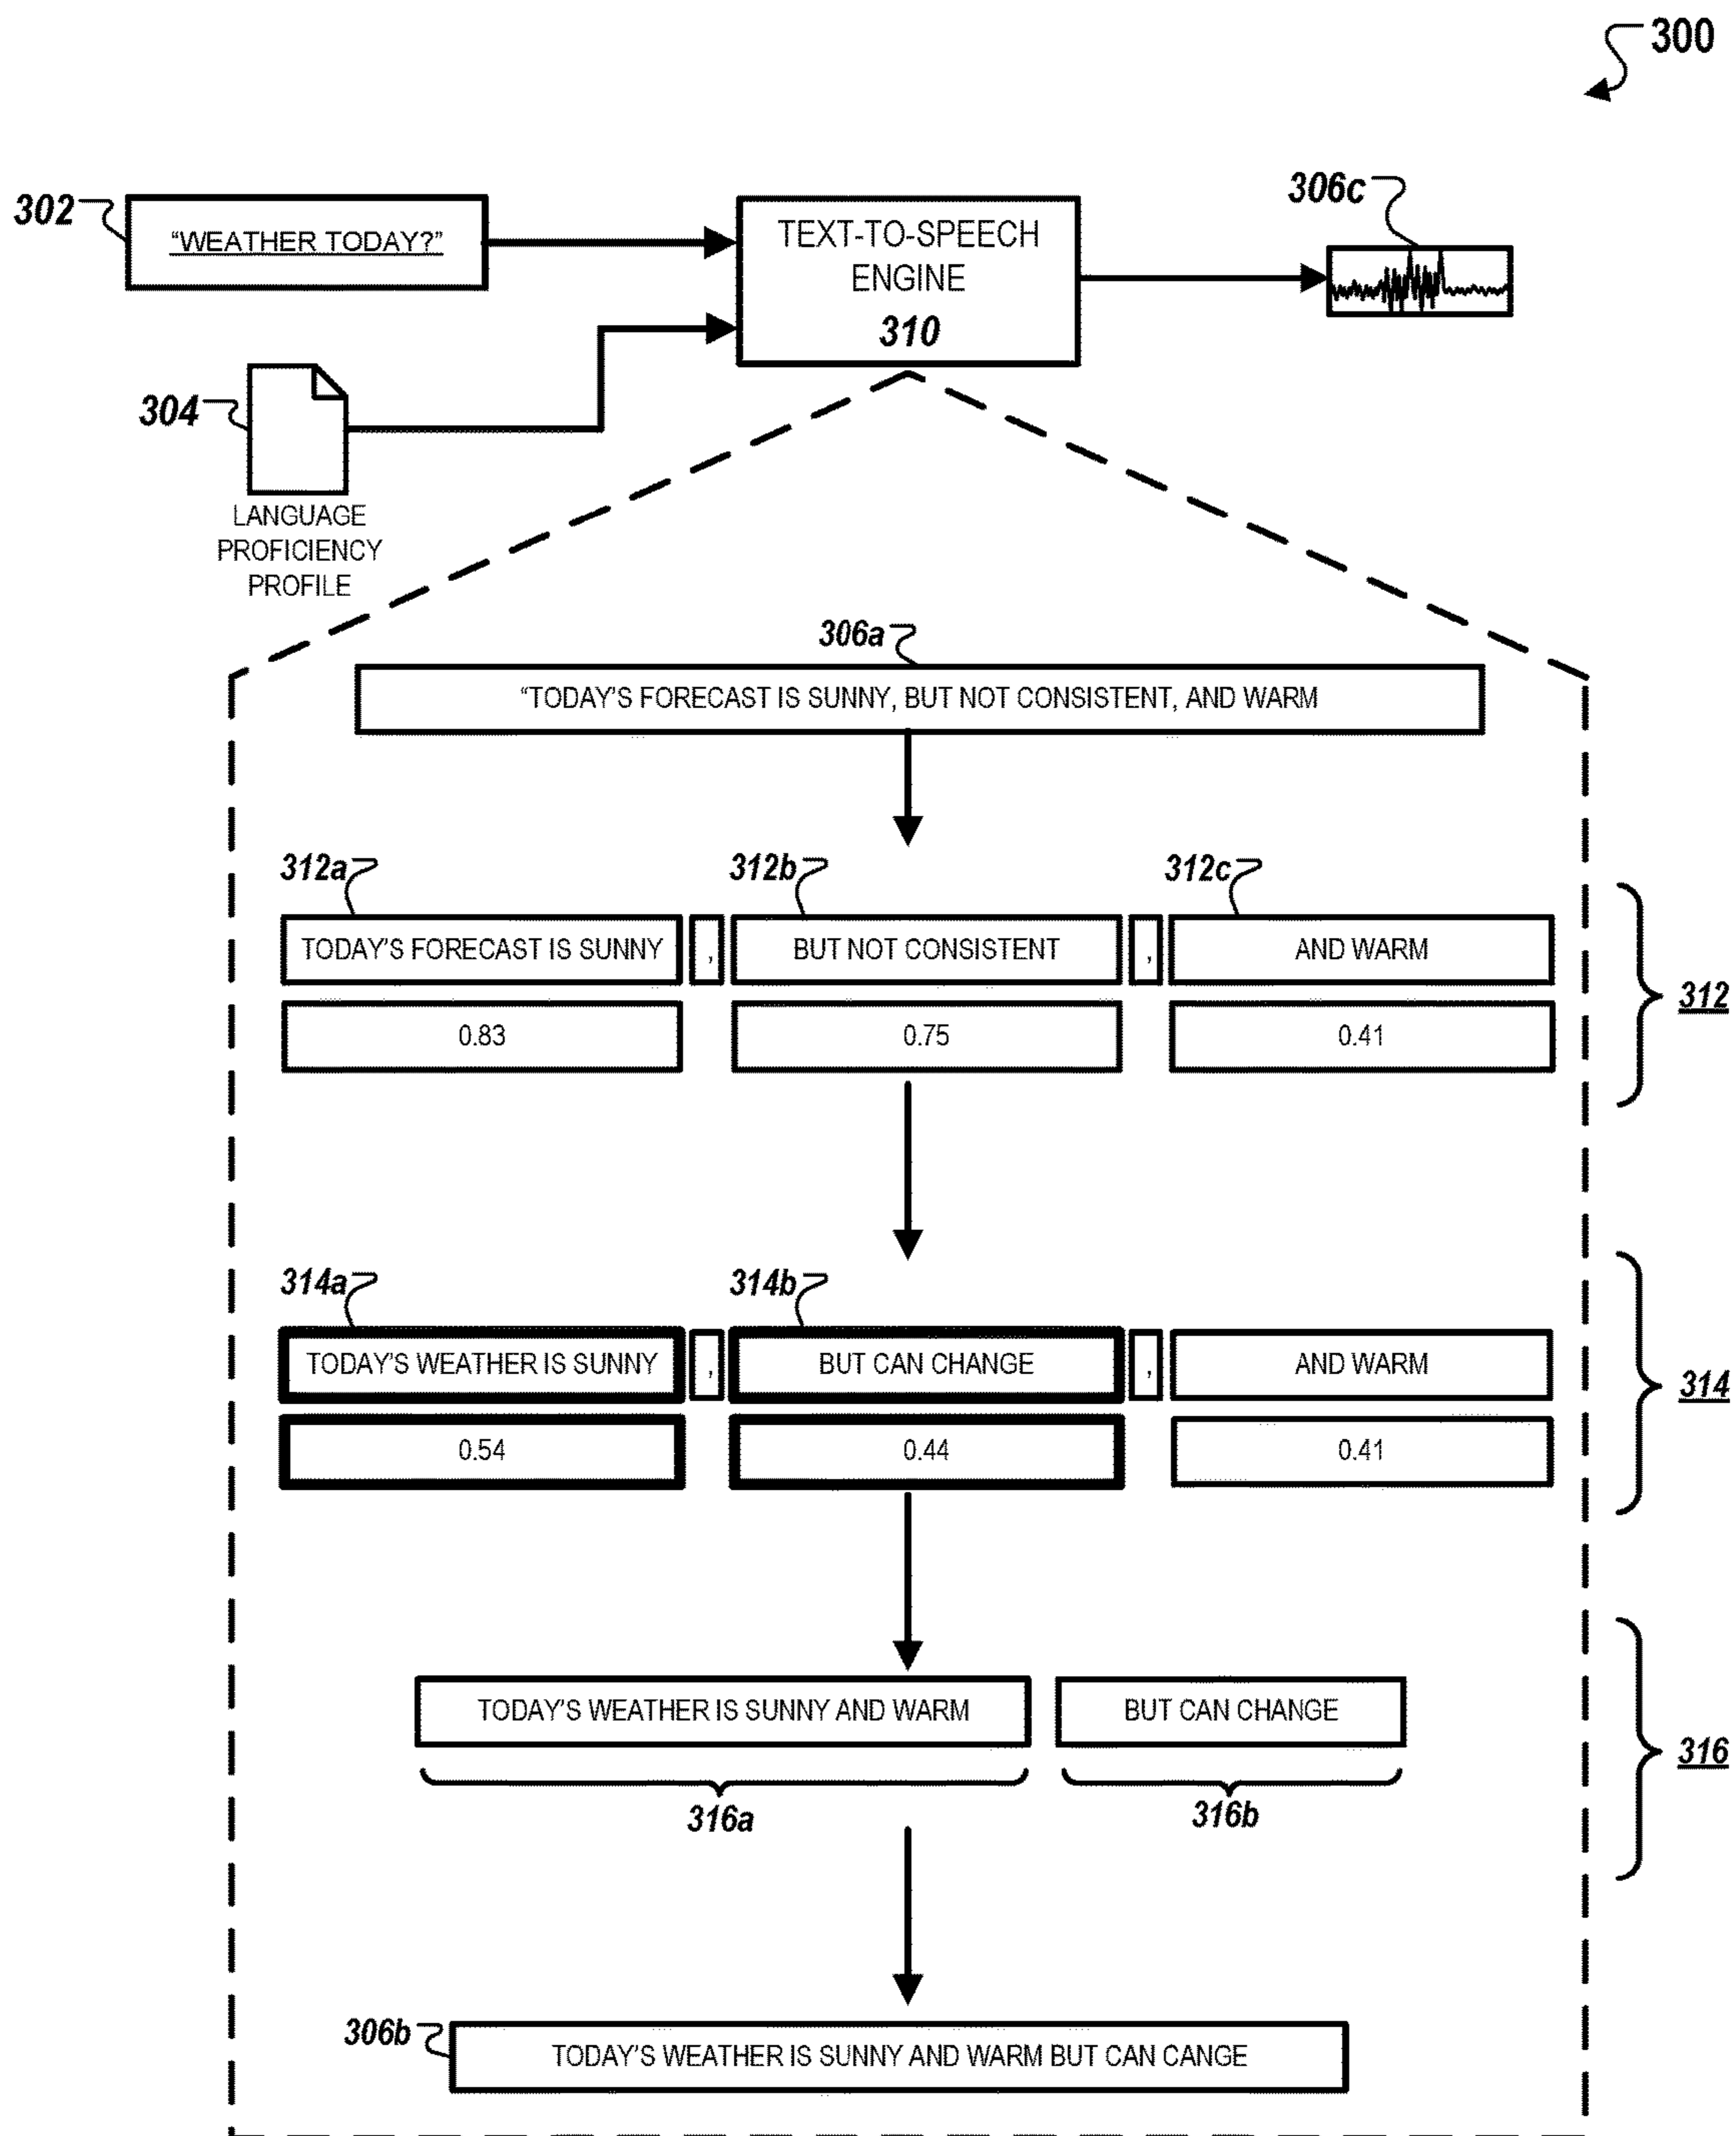 300
302
“WEATHER TODAY?”
TEXT-TO-SPEECH
ENGINE
310
306c
304
LANGUAGE
PROFICIENCY
PROFILE
306a
“TODAY’S FORECAST IS SUNNY, BUT NOT CONSISTENT, AND WARM
312a 312b 312c
TODAY’S FORECAST IS SUNNY , BUT NOT CONSISTENT , AND WARM
312
0.83 0.75 0.41
314a 314b
TODAY’S WEATHER IS SUNNY , BUT CAN CHANGE , AND WARM
314
0.54 0.44 0.41
TODAY’S WEATHER IS SUNNY AND WARM BUT CAN CHANGE
316
316a 316b
306b
TODAY’S WEATHER IS SUNNY AND WARM BUT CAN CANGE